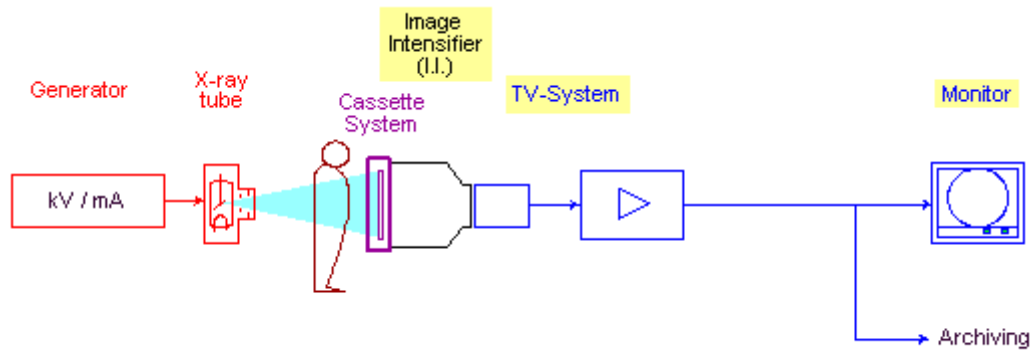 Image
Intensifier
(I.I.)
Generator
X-ray
tube
Cassette
System
TV-System
Monitor
kV / mA
Archiving